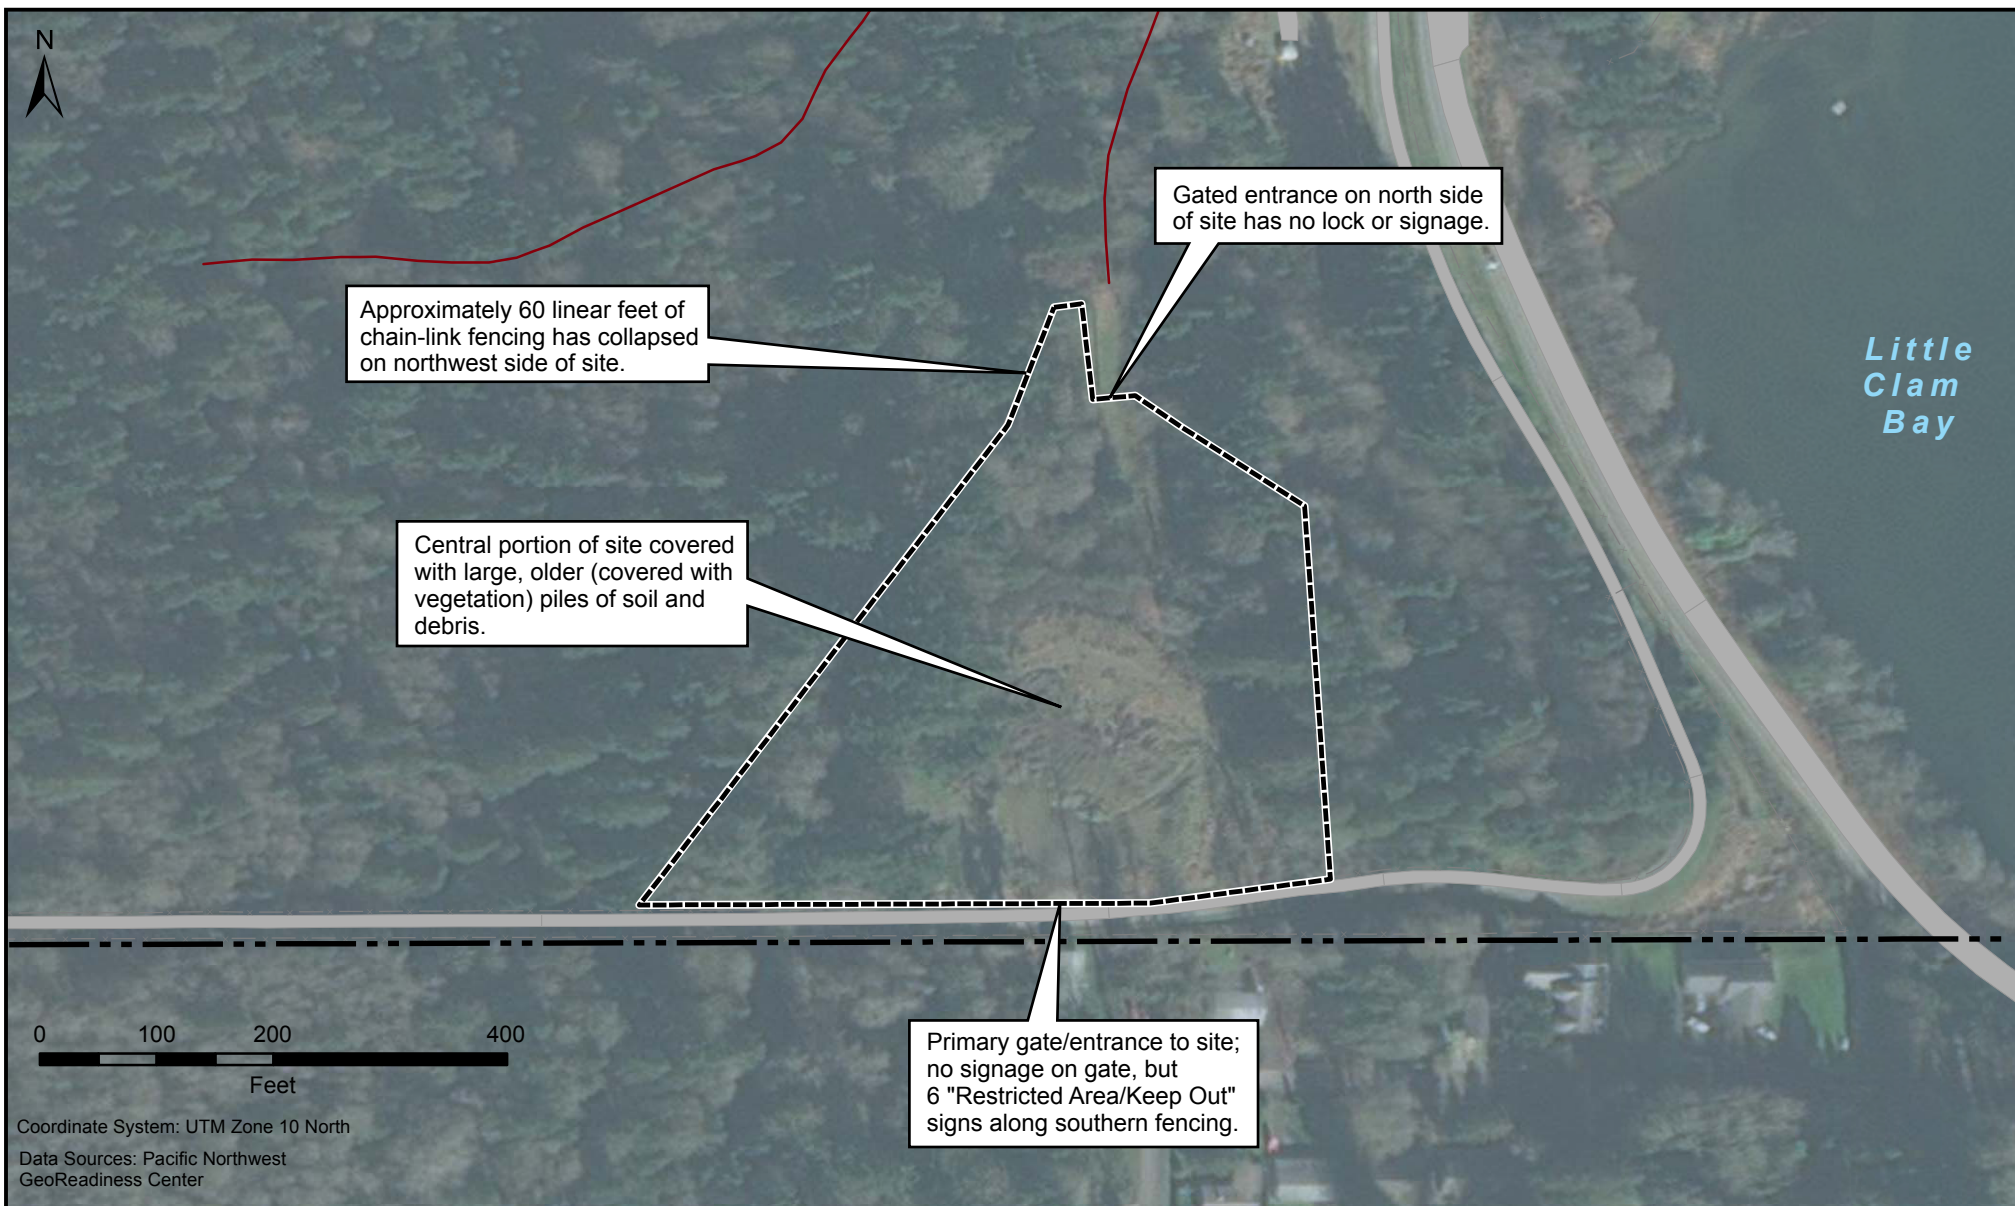 N
Gated entrance on north side
of site has no lock or signage.
Approximately 60 linear feet of
chain-link fencing has collapsed
on northwest side of site.
Little
Clam
Bay
Central portion of site covered
with large, older (covered with
vegetation) piles of soil and
debris.
Primary gate/entrance to site;
no signage on gate, but
6 "Restricted Area/Keep Out"
signs along southern fencing.
0 100 200 400
Feet
Coordinate System: UTM Zone 10 North
Data Sources: Pacific Northwest
GeoReadiness Center